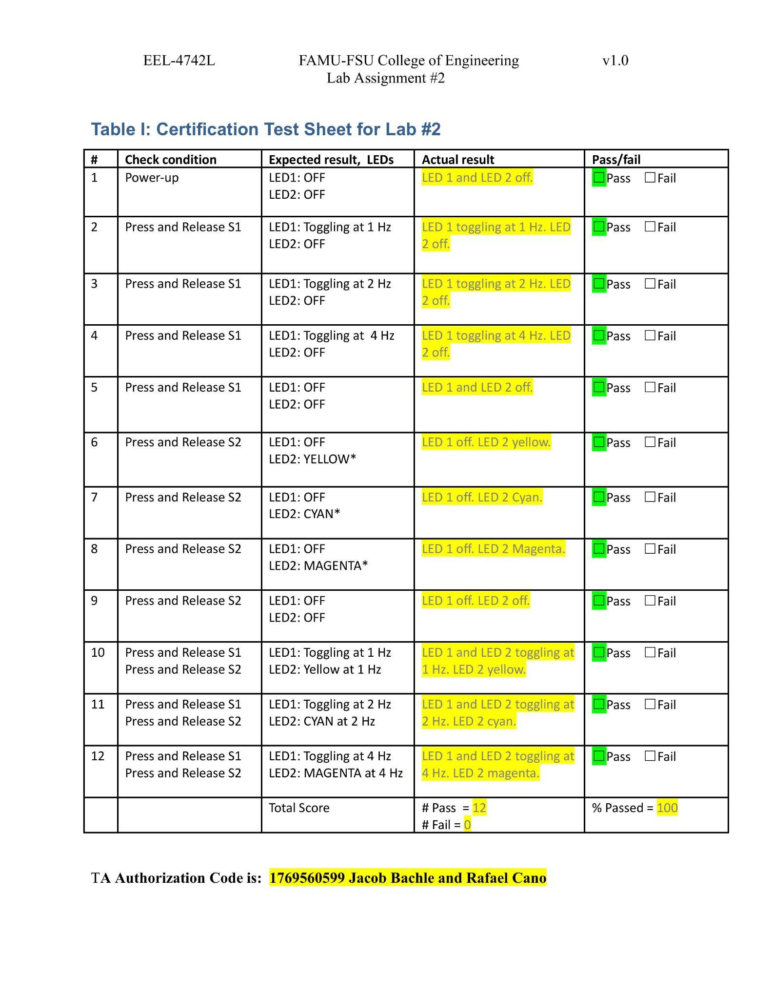 EEL-4742L FAMU-FSU College of Engineering v1.0
Lab Assignment #2
Table I: Certification Test Sheet for Lab #2
# Check condition Expected result, LEDs Actual result Pass/fail
1 Power-up LED1: OFF LED 1 and LED 2 off. ☐Pass ☐Fail
LED2: OFF
2 Press and Release S1 LED1: Toggling at 1 Hz LED 1 toggling at 1 Hz. LED ☐Pass ☐Fail
LED2: OFF 2 off.
3 Press and Release S1 LED1: Toggling at 2 Hz LED 1 toggling at 2 Hz. LED ☐Pass ☐Fail
LED2: OFF 2 off.
4 Press and Release S1 LED1: Toggling at  4 Hz LED 1 toggling at 4 Hz. LED ☐Pass ☐Fail
LED2: OFF 2 off.
5 Press and Release S1 LED1: OFF LED 1 and LED 2 off. ☐Pass ☐Fail
LED2: OFF
6 Press and Release S2 LED1: OFF LED 1 off. LED 2 yellow. ☐Pass ☐Fail
LED2: YELLOW*
7 Press and Release S2 LED1: OFF LED 1 off. LED 2 Cyan. ☐Pass ☐Fail
LED2: CYAN*
8 Press and Release S2 LED1: OFF LED 1 off. LED 2 Magenta. ☐Pass ☐Fail
LED2: MAGENTA*
9 Press and Release S2 LED1: OFF LED 1 off. LED 2 off. ☐Pass ☐Fail
LED2: OFF
10 Press and Release S1 LED1: Toggling at 1 Hz LED 1 and LED 2 toggling at ☐Pass ☐Fail
Press and Release S2 LED2: Yellow at 1 Hz 1 Hz. LED 2 yellow.
11 Press and Release S1 LED1: Toggling at 2 Hz LED 1 and LED 2 toggling at ☐Pass ☐Fail
Press and Release S2 LED2: CYAN at 2 Hz 2 Hz. LED 2 cyan.
12 Press and Release S1 LED1: Toggling at 4 Hz LED 1 and LED 2 toggling at ☐Pass ☐Fail
Press and Release S2 LED2: MAGENTA at 4 Hz 4 Hz. LED 2 magenta.
Total Score # Pass  = 12 % Passed = 100
# Fail = 0
TA Authorization Code is: 1769560599 Jacob Bachle and Rafael Cano